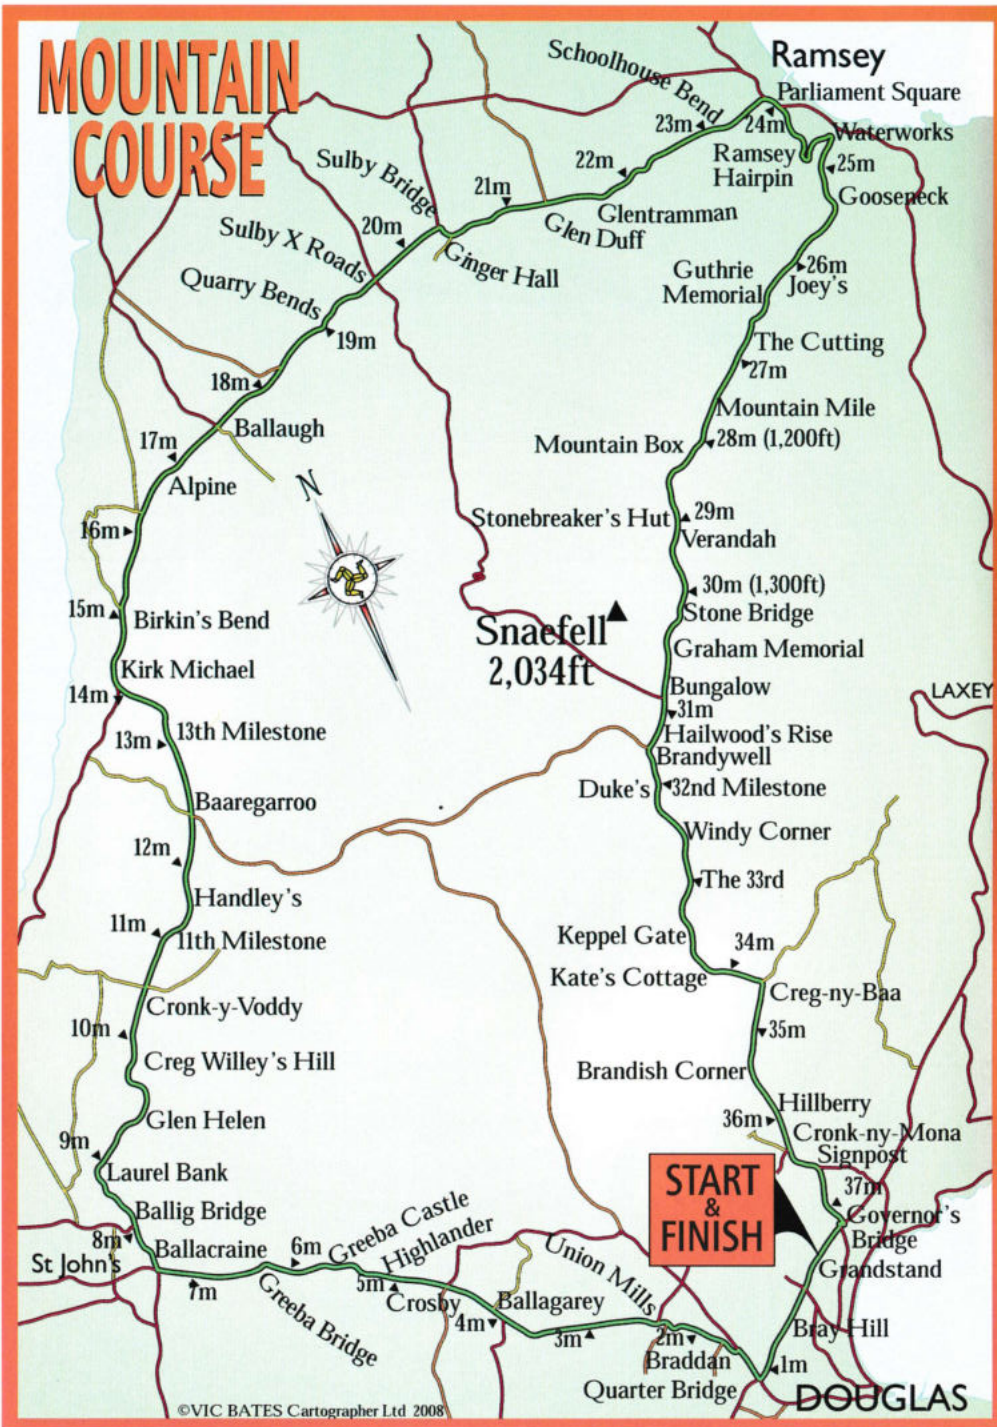 MOUNTAIN
COURSE
Ramsey
Parliament Square
Schoolhouse Bend
23m
24m
Waterworks
Ramsey
Hairpin
25m
Gooseneck
22m
Sulby Bridge
21m
Glentramman
Glen Duff
20m
Sulby X Roads
Ginger Hall
Guthrie
Memorial
26m
Joey's
Quarry Bends
19m
The Cutting
27m
18m
Mountain Mile
Ballaugh
Mountain Box
28m (1,200ft)
17m
Alpine
N
Stonebreaker's Hut
29m
Verandah
16m
30m (1,300ft)
Stone Bridge
15m
Birkin's Bend
Snaefell
2,034ft
Graham Memorial
Kirk Michael
14m
Bungalow
31m
LAXEY
13th Milestone
13m
Hailwood's Rise
Brandywell
Duke's
32nd Milestone
Baaregarroo
Windy Corner
12m
The 33rd
Handley's
11m
11th Milestone
Keppel Gate
34m
Kate's Cottage
Creg-ny-Baa
Cronk-y-Voddy
10m
35m
Creg Willey's Hill
Brandish Corner
Glen Helen
36m
Hillberry
Cronk-ny-Mona
Signpost
9m
Laurel Bank
START
&
FINISH
37m
Governor's
Bridge
Ballig Bridge
8m
St John's
Ballacraine
6m
Greeba Castle
Highlander
Union Mills
Grandstand
7m
Greeba Bridge
5m
Crosby
4m
Ballagarey
3m
2m
Bray Hill
Braddan
1m
Quarter Bridge
DOUGLAS
©VIC BATES Cartographer Ltd 2008